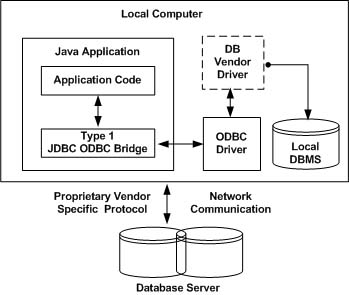 Local Computer
Java Application
Application Code
Type 1
JDBC ODBC Bridge
DB
Vendor
Driver
ODBC
Driver
Local
DBMS
Proprietary Vendor
Specific Protocol
Network
Communication
Database Server